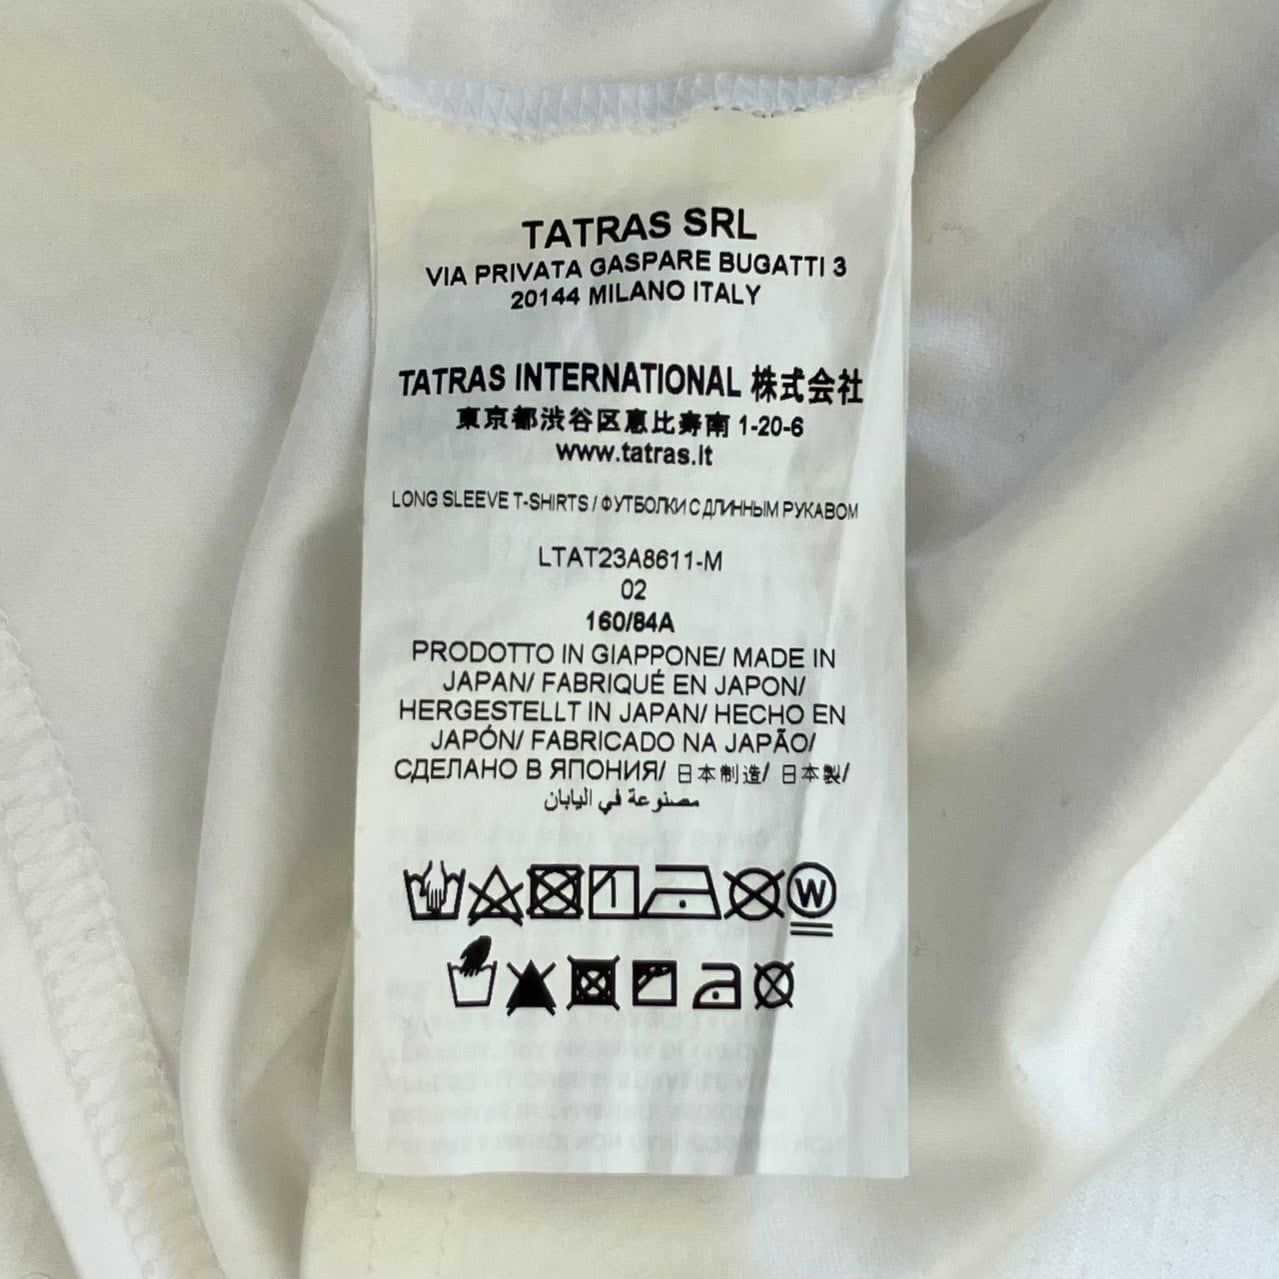 TATRAS SRL
VIA PRIVATA GASPARE BUGATTI 3
20144 MILANO ITALY
TATRAS INTERNATIONAL 株式会社
東京都渋谷区恵比寿南 1-20-6
www.tatras.it
LONG SLEEVE T-SHIRTS / ФУТБОЛКИ С ДЛИННЫМ РУКАВОМ
LTAT23A8611-M
02
160/84A
PRODOTTO IN GIAPPONE/ MADE IN
JAPAN/ FABRIQUÉ EN JAPON/
HERGESTELLT IN JAPAN/ HECHO EN
JAPÓN/ FABRICADO NA JAPÃO/
СДЕЛАНО В ЯПОНИЯ/ 日本制造/ 日本製/
مصنوعة في اليابان
W